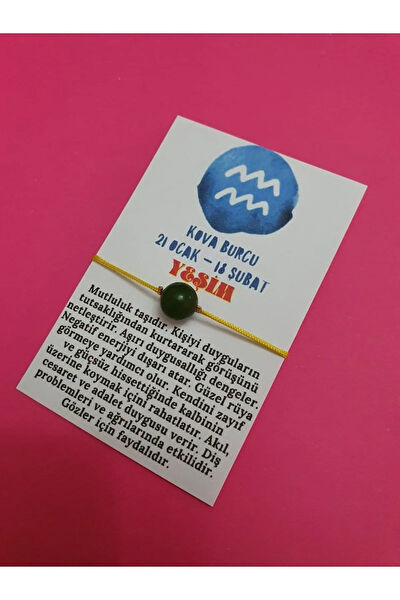 KOVA BURCU
21 OCAK – 18 ŞUBAT
YEŞİM
Mutluluk taşıdır. Kişiyi duyguların
tutsaklığından kurtararak görüşünü
netleştirir. Aşırı duygusallığı dengeler.
Negatif enerjiyi dışarı atar. Güzel rüya
görmeye yardımcı olur. Kendini zayıf
ve güçsüz hissettiğinde kalbinin
üzerine koymak içini rahatlatır. Akıl,
cesaret ve adalet duygusu verir. Diş
problemleri ve ağrılarında etkilidir.
Gözler için faydalıdır.